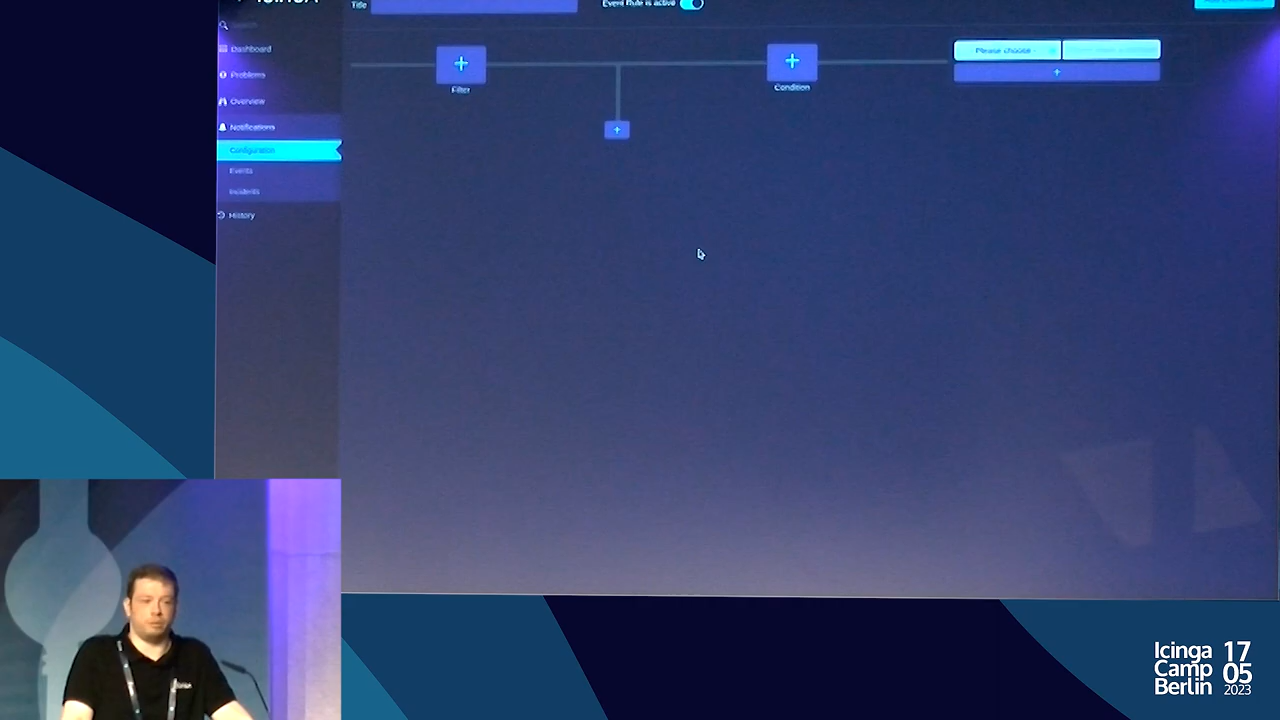 Title
Event Rule is active
Dashboard
Problems
Overview
Notifications
Configuration
Events
Incidents
History
Filter
Condition
Please choose
Icinga 17
Camp 05
Berlin 2023